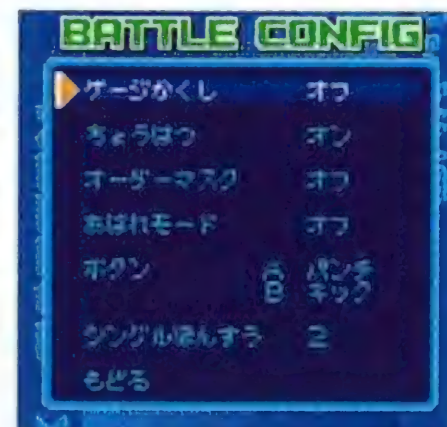 BATTLE CONFIG
ゲージかくし オフ
ちょうはつ オン
オーダーマスク オフ
あばれモード オフ
ボタン A パンチ
B キック
シングルほんすう 2
もどる